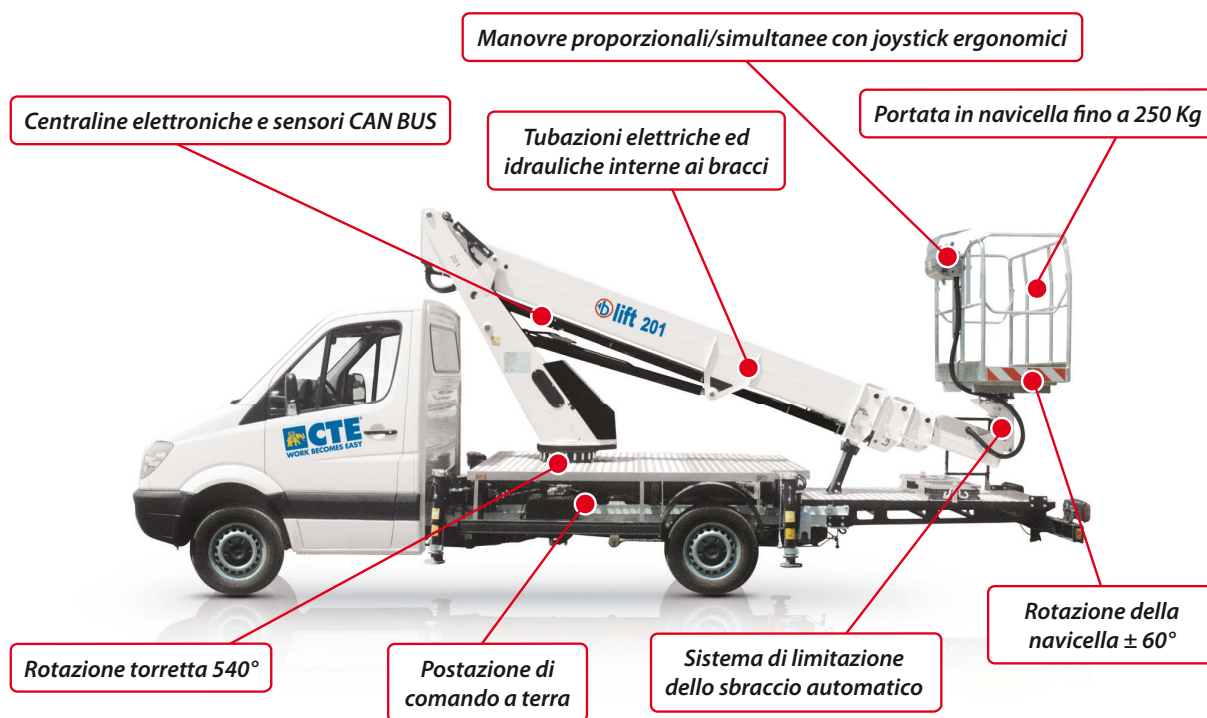 Manovre proporzionali/simultanee con joystick ergonomici
Centraline elettroniche e sensori CAN BUS
Tubazioni elettriche ed
idrauliche interne ai bracci
Portata in navicella fino a 250 Kg
201
lift 201
CTE
WORK BECOMES EASY
Rotazione torretta 540°
Postazione di
comando a terra
Sistema di limitazione
dello sbraccio automatico
Rotazione della
navicella ± 60°